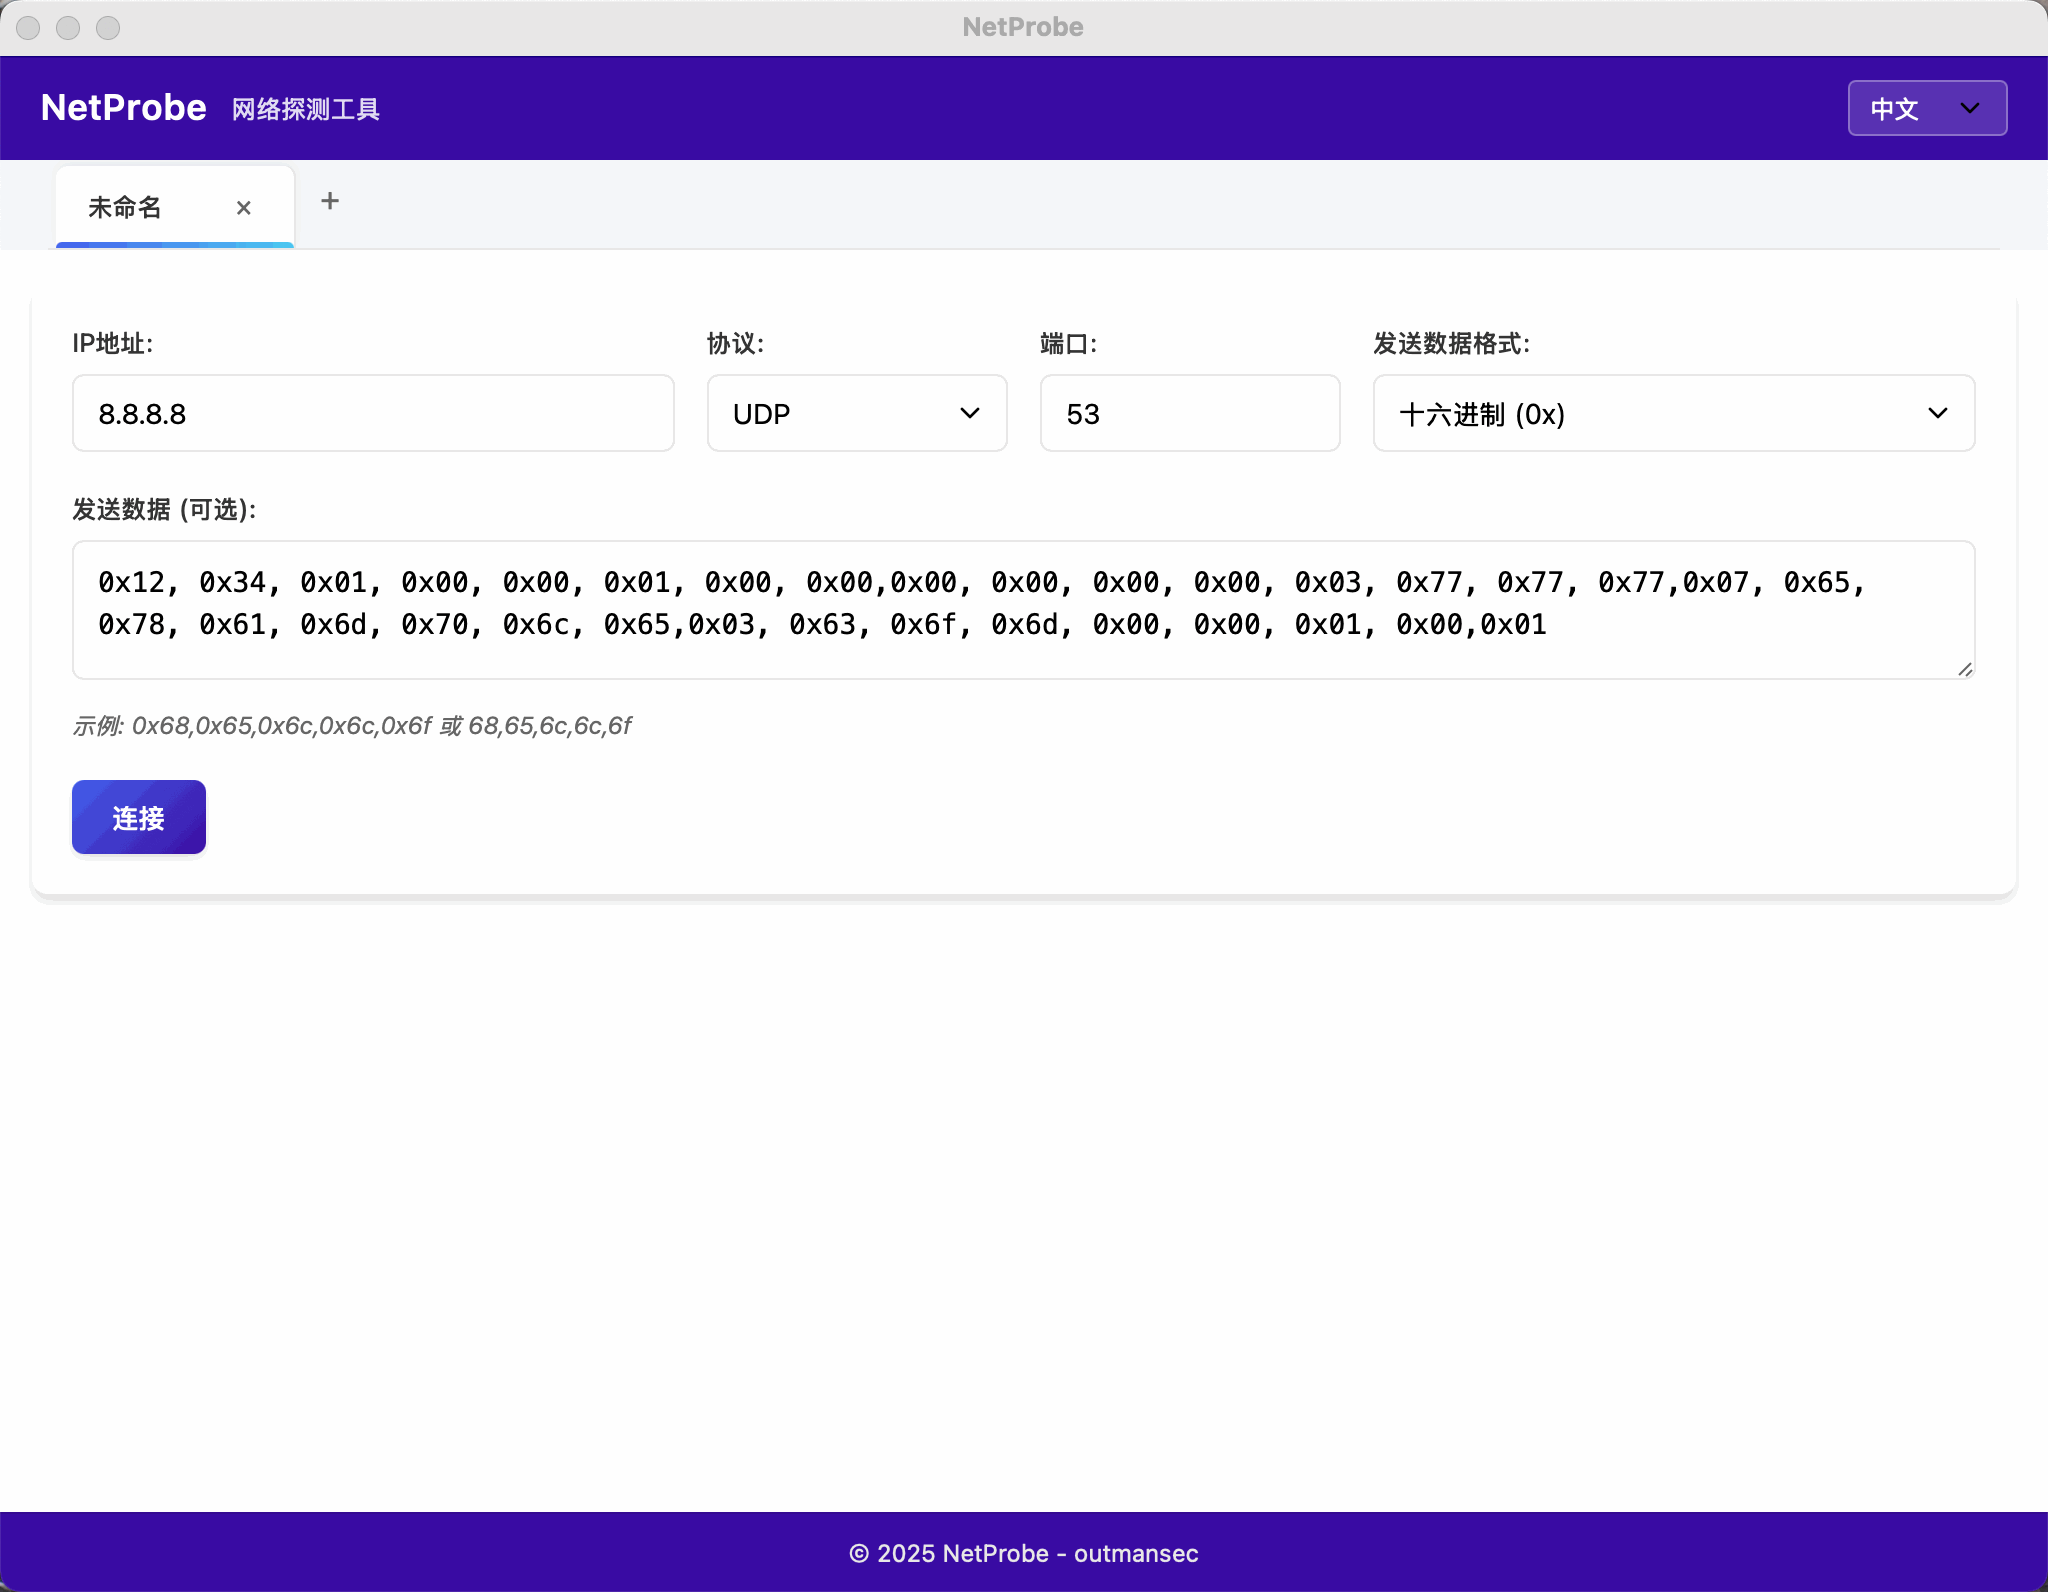 NetProbe
NetProbe 网络探测工具 中文
未命名 × +
IP地址: 协议: 端口: 发送数据格式:
8.8.8.8 UDP 53 十六进制 (0x)
发送数据 (可选):
0x12, 0x34, 0x01, 0x00, 0x00, 0x01, 0x00, 0x00,0x00, 0x00, 0x00, 0x00, 0x03, 0x77, 0x77, 0x77,0x07, 0x65,
0x78, 0x61, 0x6d, 0x70, 0x6c, 0x65,0x03, 0x63, 0x6f, 0x6d, 0x00, 0x00, 0x01, 0x00,0x01
示例: 0x68,0x65,0x6c,0x6c,0x6f 或 68,65,6c,6c,6f
连接
© 2025 NetProbe - outmansec